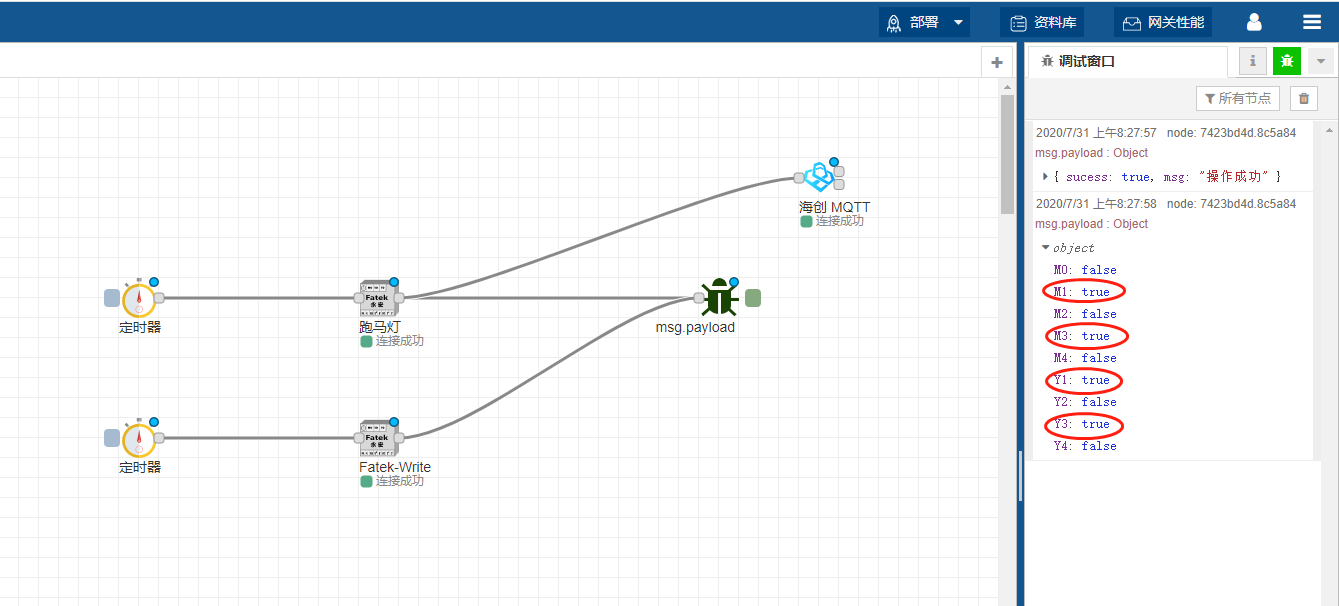 部署
资料库
网关性能
调试窗口
所有节点
2020/7/31 上午8:27:57 node: 7423bd4d.8c5a84
msg.payload : Object
{ sucess: true, msg: "操作成功" }
2020/7/31 上午8:27:58 node: 7423bd4d.8c5a84
msg.payload : Object
object
M0: false
M1: true
M2: false
M3: true
M4: false
Y1: true
Y2: false
Y3: true
Y4: false
海创 MQTT
连接成功
定时器
Fatek
永宏
跑马灯
连接成功
msg.payload
定时器
Fatek
永宏
Fatek-Write
连接成功